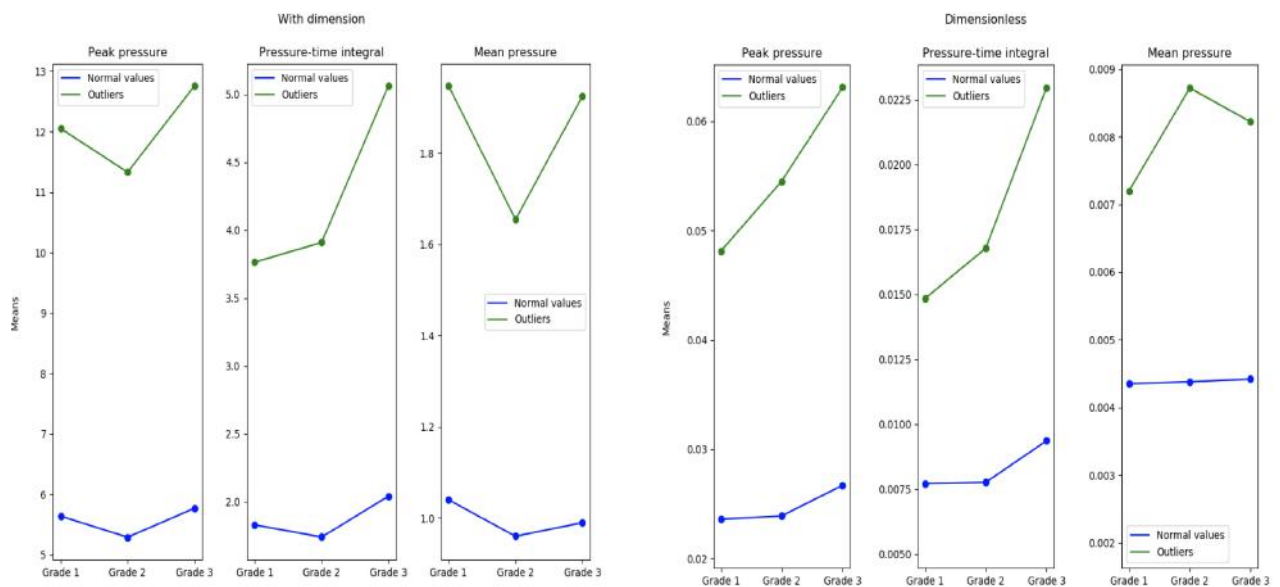 With dimension
Peak pressure
Pressure-time integral
Mean pressure
Means
13
12
11
10
9
8
7
6
5
Normal values
Outliers
Grade 1
Grade 2
Grade 3
5.0
4.5
4.0
3.5
3.0
2.5
2.0
Normal values
Outliers
Grade 1
Grade 2
Grade 3
1.8
1.6
1.4
1.2
1.0
Normal values
Outliers
Grade 1
Grade 2
Grade 3
Dimensionless
Peak pressure
Pressure-time integral
Mean pressure
Means
0.06
0.05
0.04
0.03
0.02
Normal values
Outliers
Grade 1
Grade 2
Grade 3
0.0225
0.0200
0.0175
0.0150
0.0125
0.0100
0.0075
0.0050
Normal values
Outliers
Grade 1
Grade 2
Grade 3
0.009
0.008
0.007
0.006
0.005
0.004
0.003
0.002
Normal values
Outliers
Grade 1
Grade 2
Grade 3